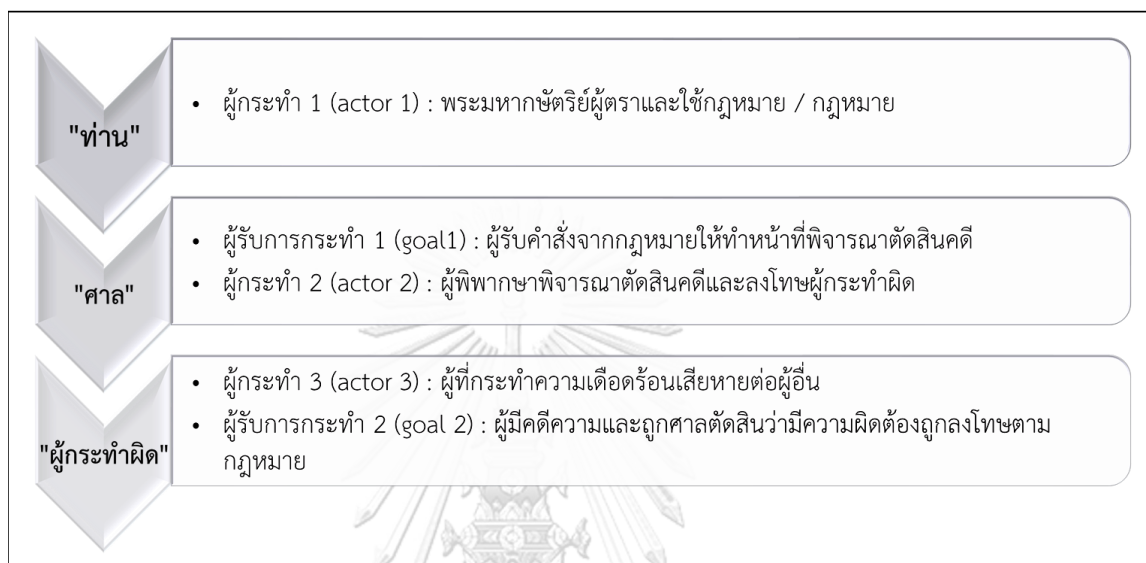 "ท่าน"
• ผู้กระทำ 1 (actor 1) : พระมหากษัตริย์ผู้ตราและใช้กฎหมาย / กฎหมาย
"ศาล"
• ผู้รับการกระทำ 1 (goal1) : ผู้รับคำสั่งจากกฎหมายให้ทำหน้าที่พิจารณาตัดสินคดี
• ผู้กระทำ 2 (actor 2) : ผู้พิพากษาพิจารณาตัดสินคดีและลงโทษผู้กระทำผิด
"ผู้กระทำผิด"
• ผู้กระทำ 3 (actor 3) : ผู้ที่กระทำความเดือดร้อนเสียหายต่อผู้อื่น
• ผู้รับการกระทำ 2 (goal 2) : ผู้มีคดีความและถูกศาลตัดสินว่ามีความผิดต้องถูกลงโทษตาม
กฎหมาย